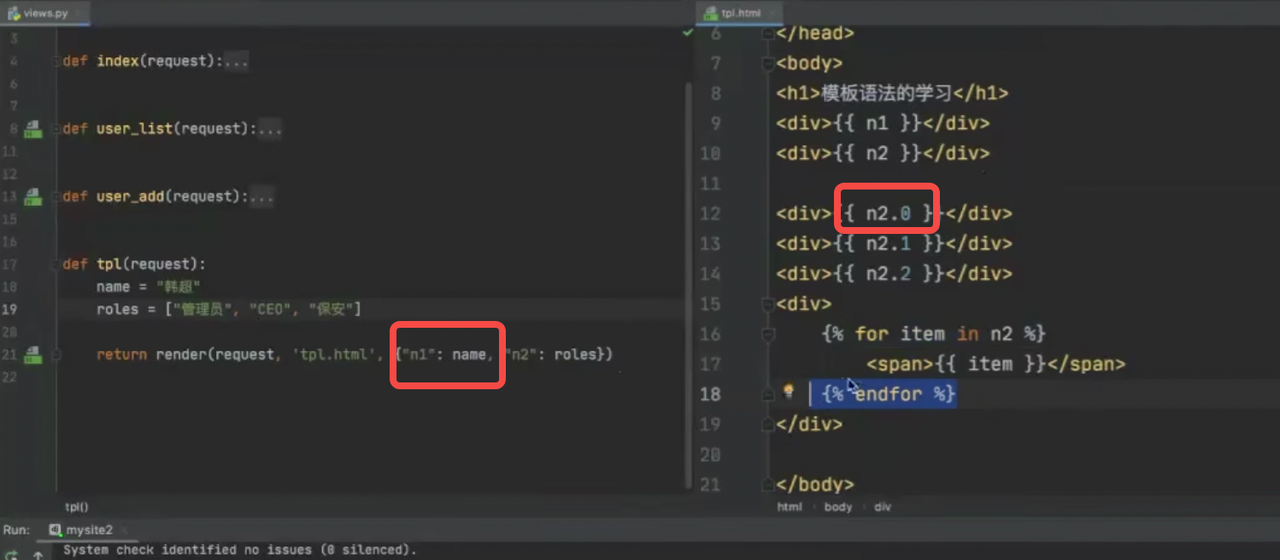 views.py
3
4 def index(request):...
6
7
8 def user_list(request):...
11
12
13 def user_add(request):...
15
16
17 def tpl(request):
18 name = "韩超"
19 roles = ["管理员", "CEO", "保安"]
20
21 return render(request, 'tpl.html', {"n1": name, "n2": roles})
22
tpl()
tpl.html
6 </head>
7 <body>
8 <h1>模板语法的学习</h1>
9 <div>{{ n1 }}</div>
10 <div>{{ n2 }}</div>
11
12 <div>{{ n2.0 }}</div>
13 <div>{{ n2.1 }}</div>
14 <div>{{ n2.2 }}</div>
15 <div>
16 {% for item in n2 %}
17 <span>{{ item }}</span>
18 {% endfor %}
19 </div>
20
21 </body>
html › body › div
Run: mysite2
System check identified no issues (0 silenced).